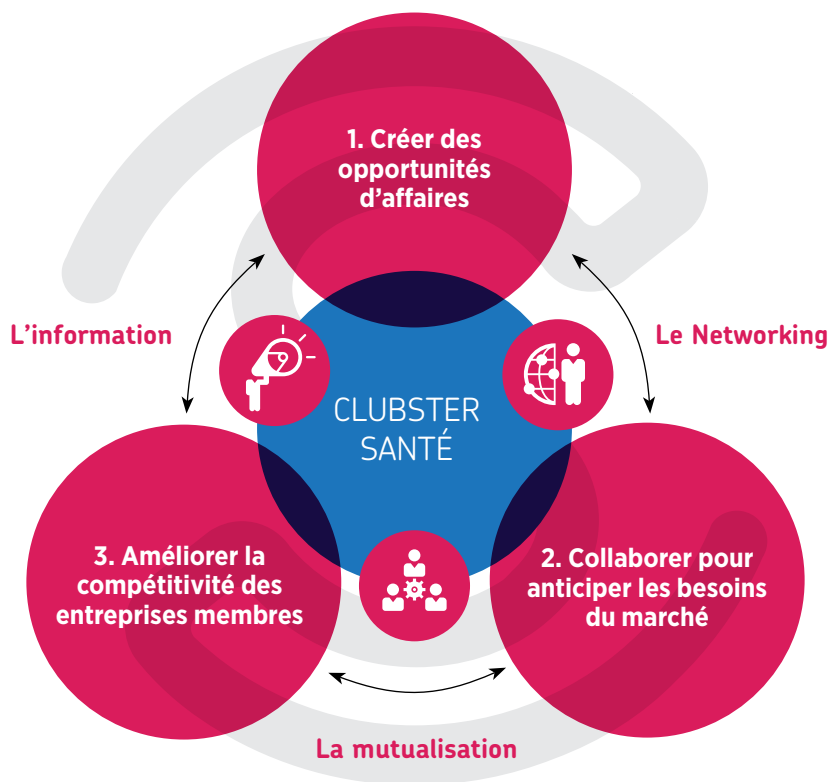 1. Créer des
opportunités
d’affaires
L’information
Le Networking
CLUBSTER
SANTÉ
3. Améliorer la
compétitivité des
entreprises membres
2. Collaborer pour
anticiper les besoins
du marché
La mutualisation